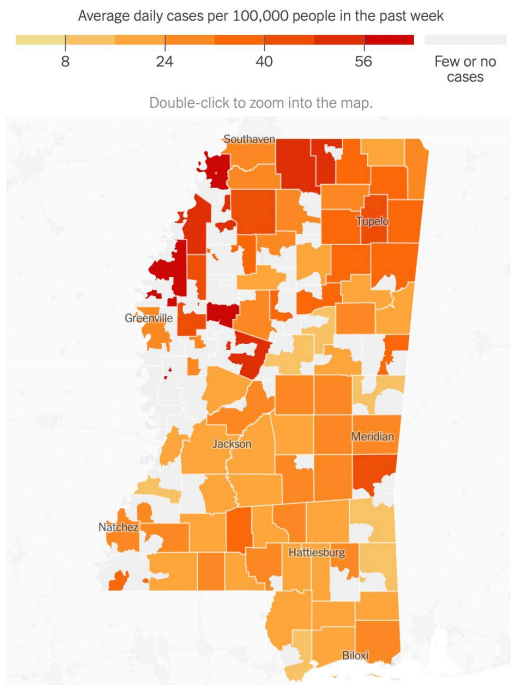 Average daily cases per 100,000 people in the past week
8 24 40 56 Few or no
cases
Double-click to zoom into the map.
Southaven
Tupelo
Greenville
Meridian
Jackson
Natchez
Hattiesburg
Biloxi